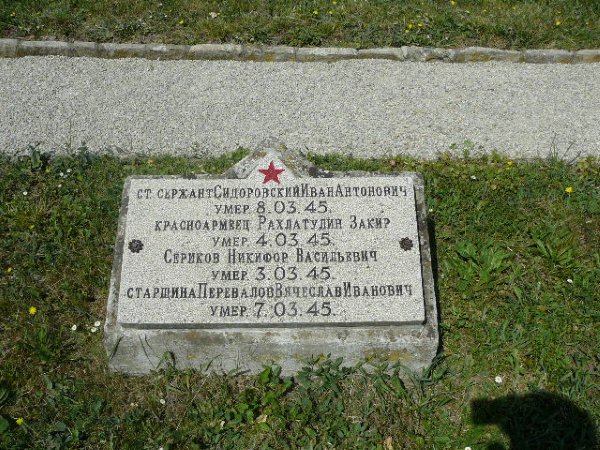 СТ. СЕРЖАНТ СИДОРОВСКИЙ ИВАН АНТОНОВИЧ
УМЕР 8.03.45.
КРАСНОАРМЕЕЦ РАХЛАТУЛИН ЗАКИР
УМЕР. 4.03.45.
СЕРИКОВ НИКИФОР ВАСИЛЬЕВИЧ
УМЕР. 3.03.45.
СТАРШИНА ПЕРЕВАЛОВ ВЯЧЕСЛАВ ИВАНОВИЧ
УМЕР. 7.03.45.